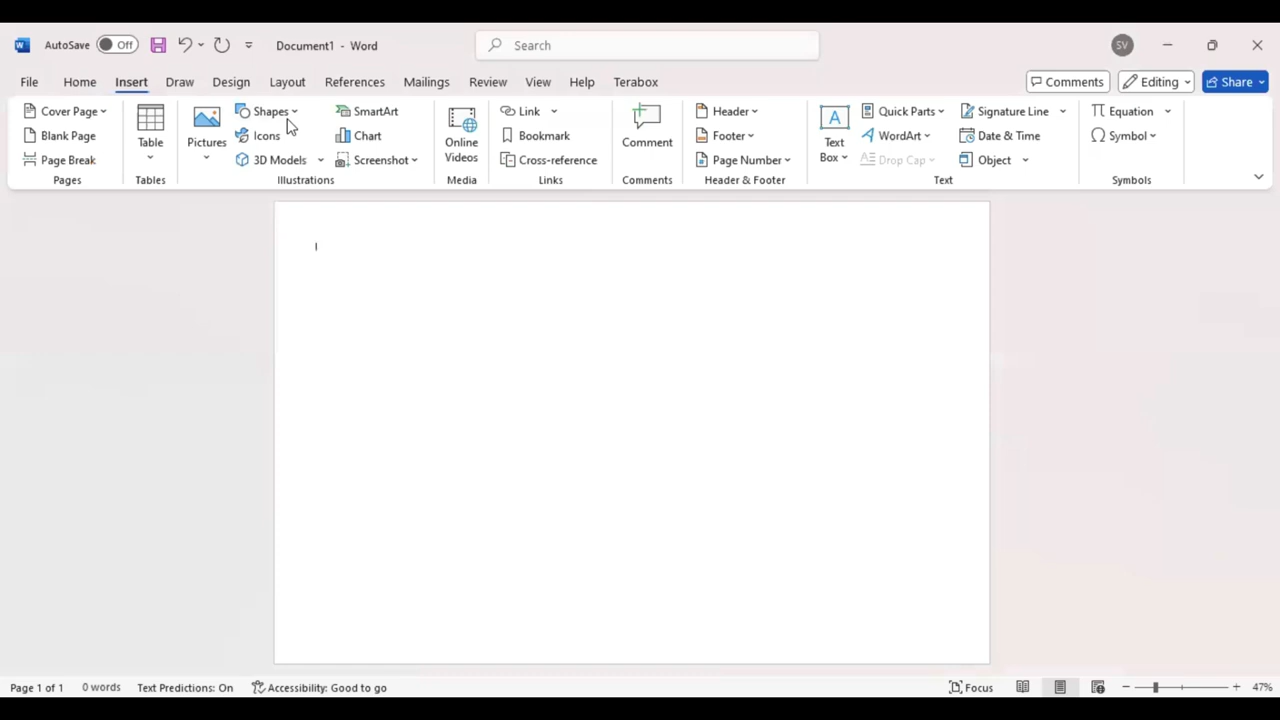 AutoSave Off Document1 - Word Search SV
File Home Insert Draw Design Layout References Mailings Review View Help Terabox Comments Editing Share
Cover Page
Blank Page
Page Break
Pages
Table
Tables
Pictures
Shapes
Icons
3D Models
SmartArt
Chart
Screenshot
Illustrations
Online
Videos
Media
Link
Bookmark
Cross-reference
Links
Comment
Comments
Header
Footer
Page Number
Header & Footer
Text
Box
Quick Parts
WordArt
Drop Cap
Signature Line
Date & Time
Object
Text
Equation
Symbol
Symbols
Page 1 of 1 0 words Text Predictions: On Accessibility: Good to go Focus 47%